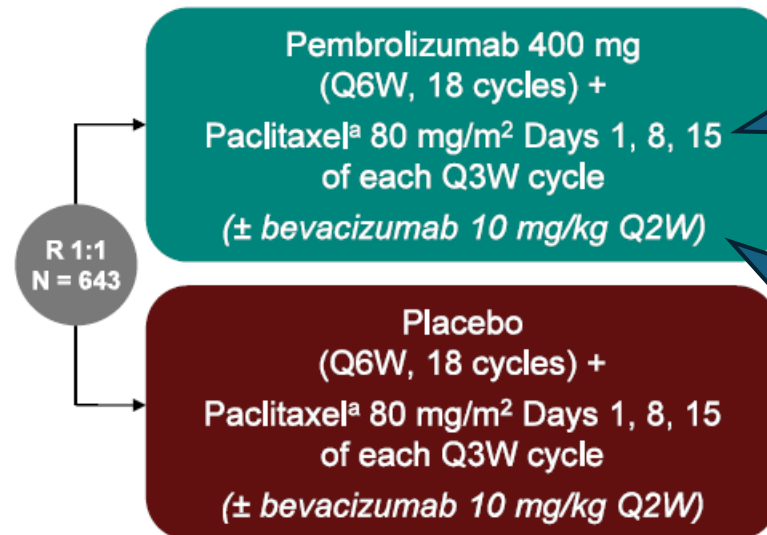 Pembrolizumab 400 mg
(Q6W, 18 cycles) +
Paclitaxelᵃ 80 mg/m² Days 1, 8, 15
of each Q3W cycle
(± bevacizumab 10 mg/kg Q2W)
R 1:1
N = 643
Placebo
(Q6W, 18 cycles) +
Paclitaxelᵃ 80 mg/m² Days 1, 8, 15
of each Q3W cycle
(± bevacizumab 10 mg/kg Q2W)